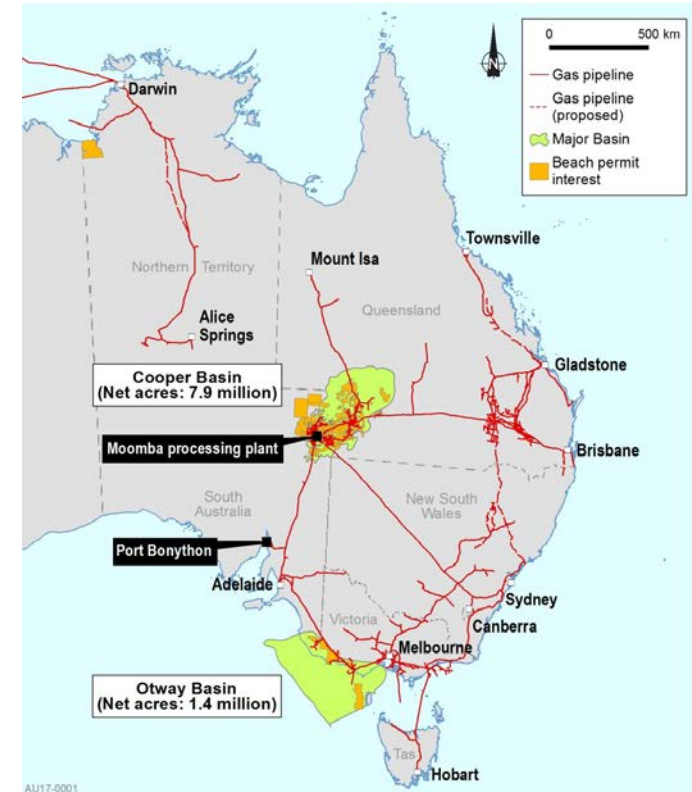 0
500 km
N
Gas pipeline
Gas pipeline
(proposed)
Major Basin
Beach permit
interest
Darwin
Townsville
Mount Isa
Northern Territory
Queensland
Alice
Springs
Gladstone
Cooper Basin
(Net acres: 7.9 million)
Moomba processing plant
Brisbane
South
Australia
New South
Wales
Port Bonython
Adelaide
Sydney
Victoria
Canberra
Melbourne
Otway Basin
(Net acres: 1.4 million)
Tas
Hobart
AU17-0001